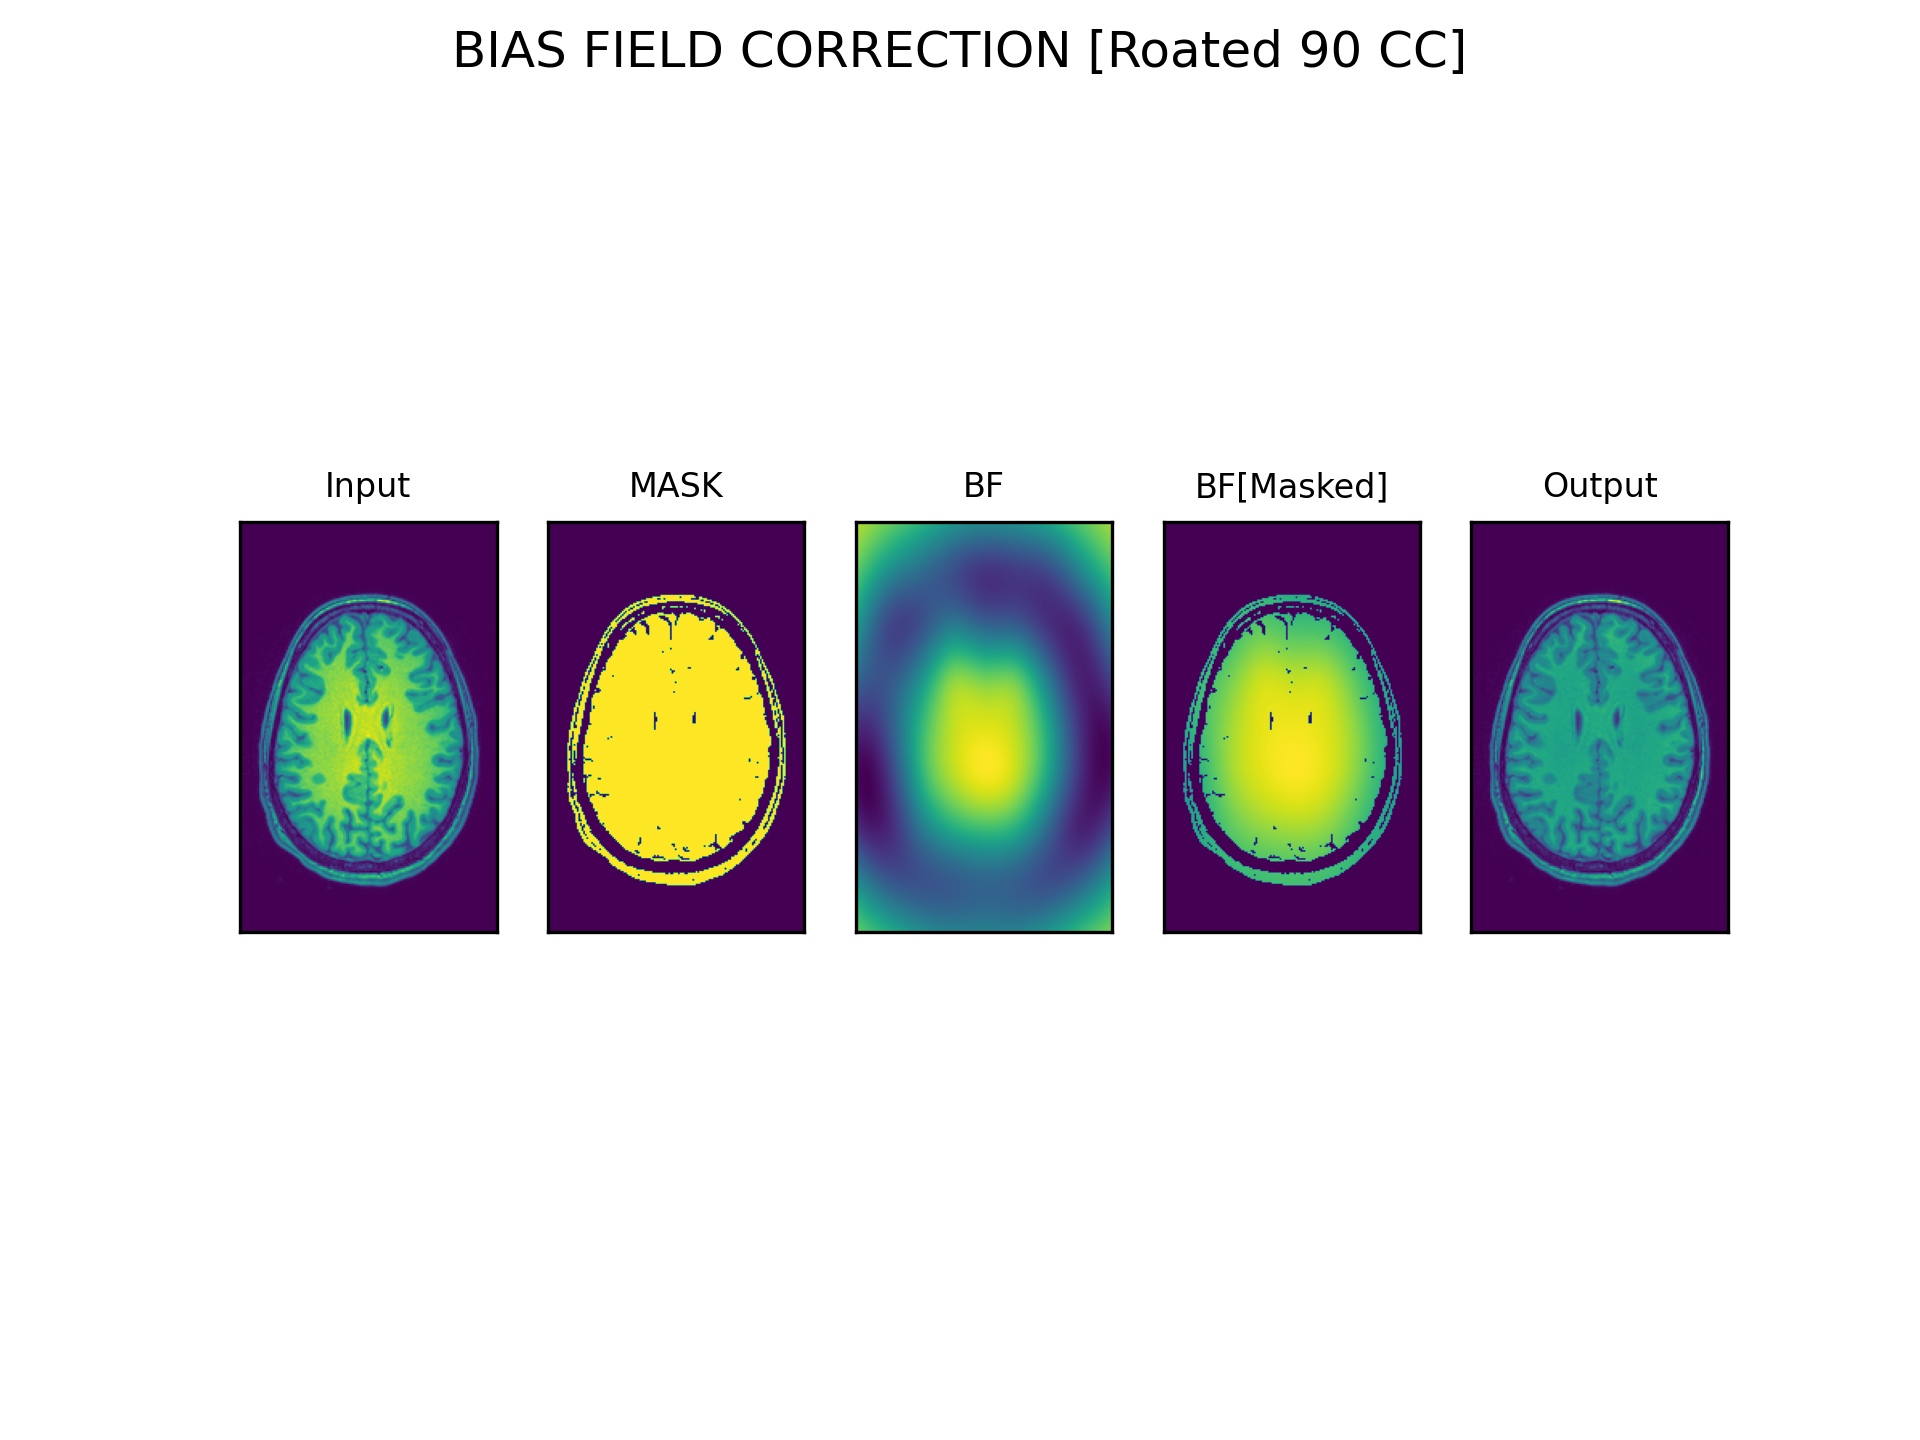 BIAS FIELD CORRECTION [Roated 90 CC]
Input
MASK
BF
BF[Masked]
Output